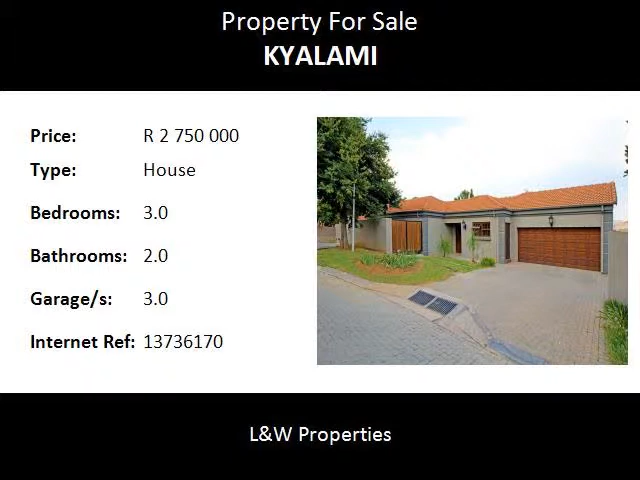 Property For Sale
KYALAMI
Price: R 2 750 000
Type: House
Bedrooms: 3.0
Bathrooms: 2.0
Garage/s: 3.0
Internet Ref: 13736170
L&W Properties